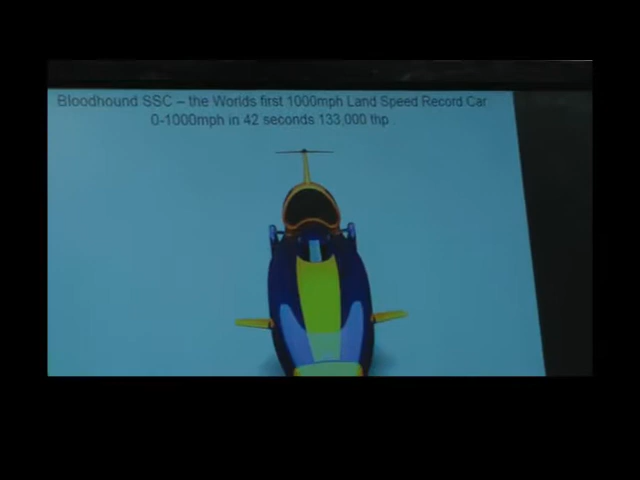 Bloodhound SSC – the Worlds first 1000mph Land Speed Record Car
0-1000mph in 42 seconds 133,000 thp .